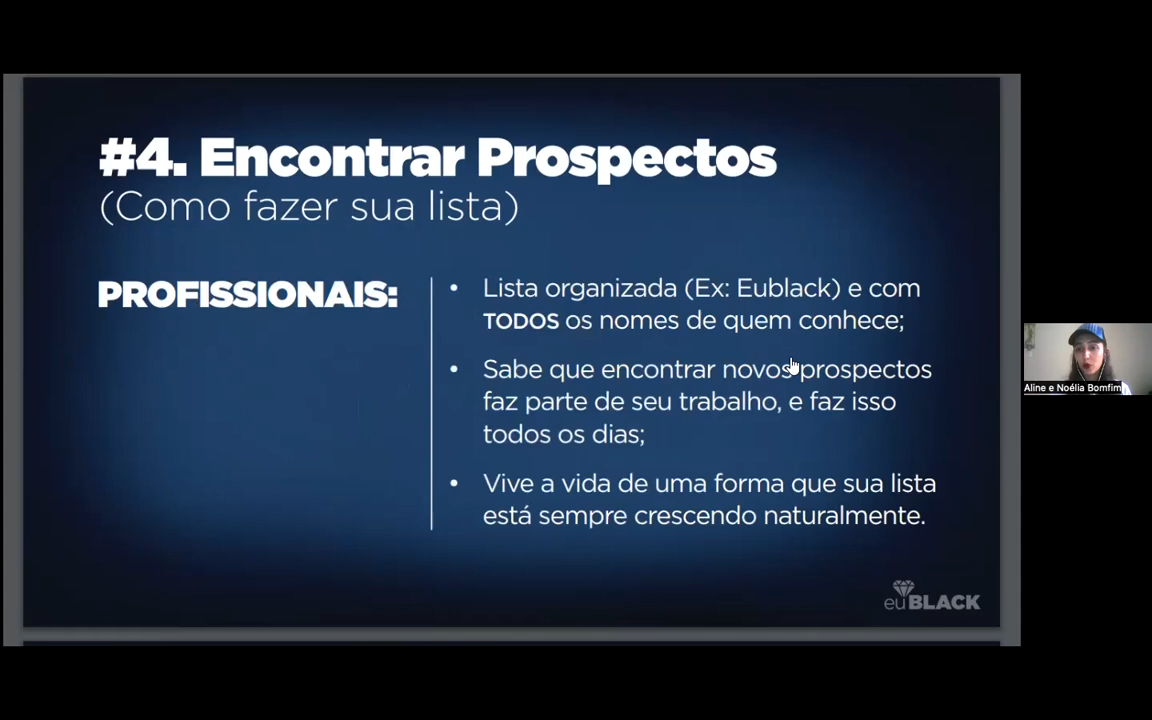 #4. Encontrar Prospectos
(Como fazer sua lista)
PROFISSIONAIS:
• Lista organizada (Ex: Eublack) e com
TODOS os nomes de quem conhece;
• Sabe que encontrar novos prospectos
faz parte de seu trabalho, e faz isso
todos os dias;
• Vive a vida de uma forma que sua lista
está sempre crescendo naturalmente.
euBLACK
Aline e Noélia Bomfim